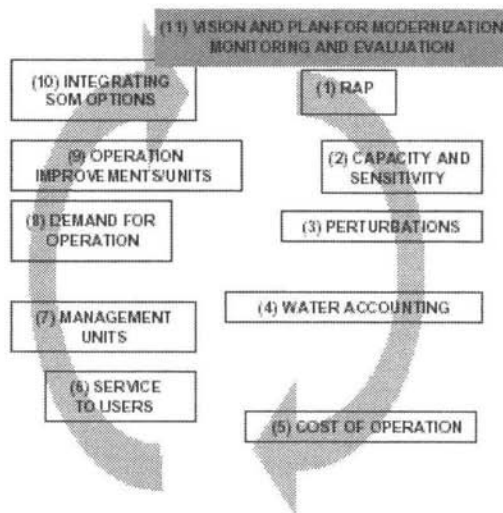 (11) VISION AND PLAN FOR MODERNIZATION
MONITORING AND EVALUATION
(1) RAP
(2) CAPACITY AND
SENSITIVITY
(3) PERTURBATIONS
(4) WATER ACCOUNTING
(5) COST OF OPERATION
(6) SERVICE
TO USERS
(7) MANAGEMENT
UNITS
(8) DEMAND FOR
OPERATION
(9) OPERATION
IMPROVEMENTS/UNITS
(10) INTEGRATING
SOM OPTIONS